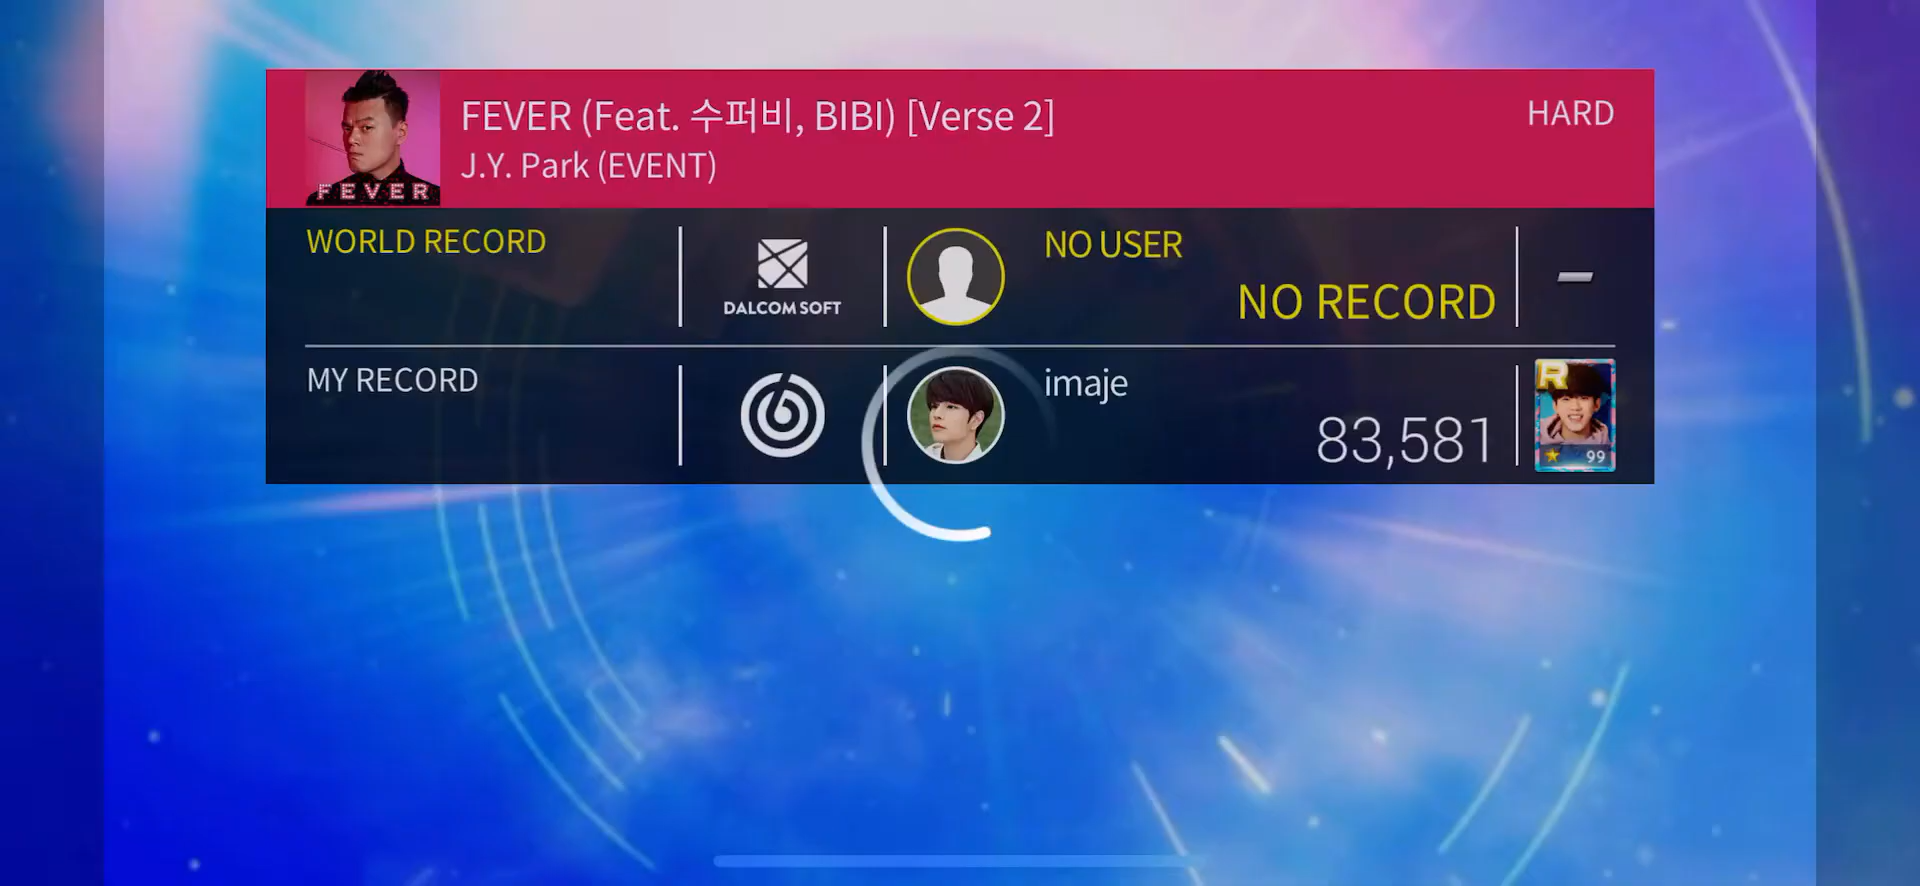 FEVER (Feat. 수퍼비, BIBI) [Verse 2]
HARD
J.Y. Park (EVENT)
FEVER
WORLD RECORD
DALCOM SOFT
NO USER
NO RECORD
MY RECORD
imaje
83,581
R
99